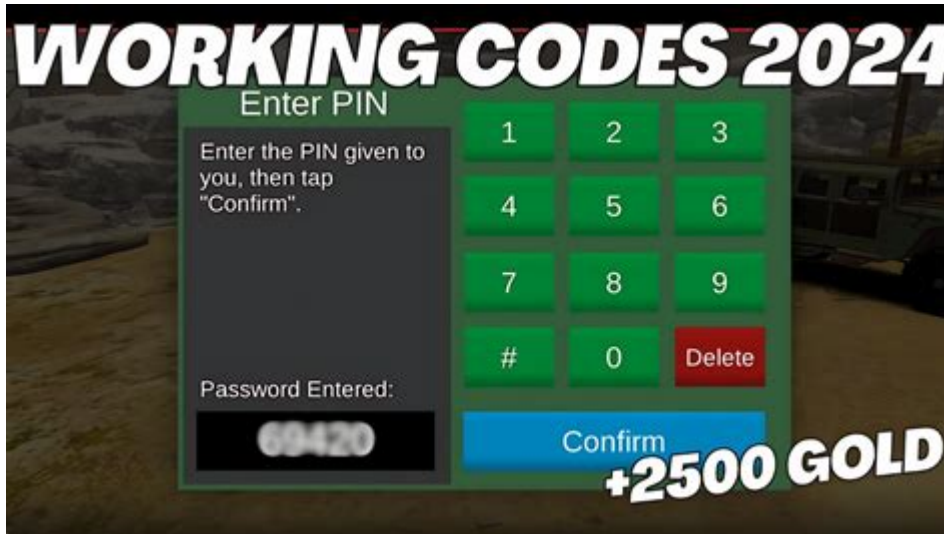 WORKING CODES 2024
Enter PIN
Enter the PIN given to
you, then tap
"Confirm".
1 2 3
4 5 6
7 8 9
# 0 Delete
Password Entered:
69420
Confirm
+2500 GOLD